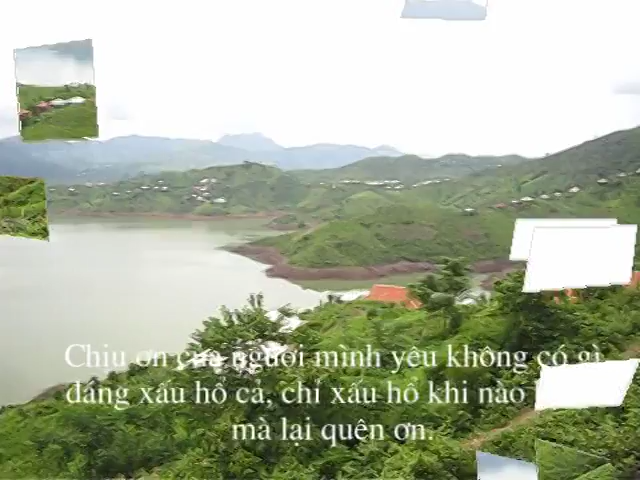 Chịu ơn của người mình yêu không có gì
đáng xấu hổ cả, chỉ xấu hổ khi nào
mà lại quên ơn.